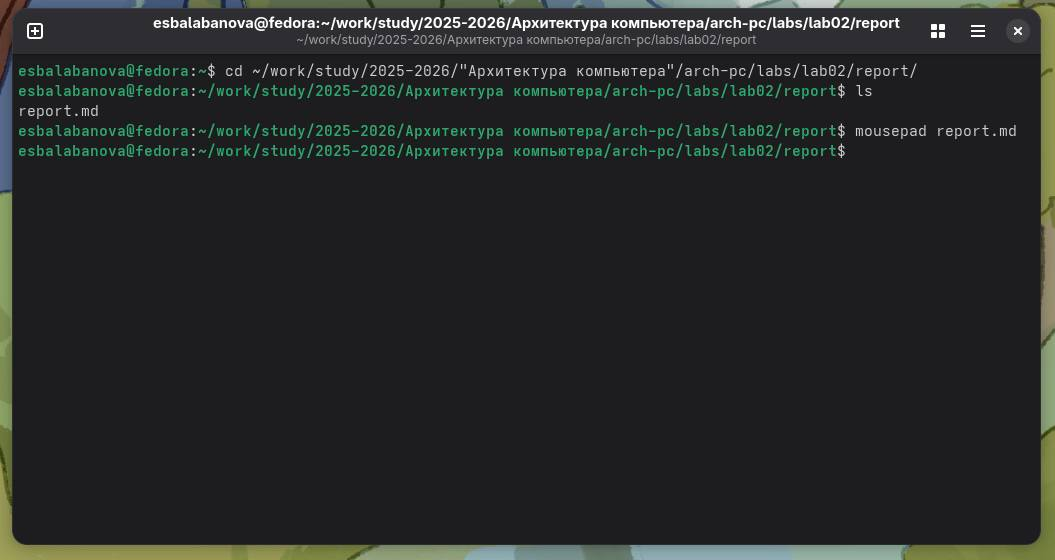 esbalabanova@fedora:~/work/study/2025-2026/Архитектура компьютера/arch-pc/labs/lab02/report
~/work/study/2025-2026/Архитектура компьютера/arch-pc/labs/lab02/report
esbalabanova@fedora:~$ cd ~/work/study/2025-2026/"Архитектура компьютера"/arch-pc/labs/lab02/report/
esbalabanova@fedora:~/work/study/2025-2026/Архитектура компьютера/arch-pc/labs/lab02/report$ ls
report.md
esbalabanova@fedora:~/work/study/2025-2026/Архитектура компьютера/arch-pc/labs/lab02/report$ mousepad report.md
esbalabanova@fedora:~/work/study/2025-2026/Архитектура компьютера/arch-pc/labs/lab02/report$